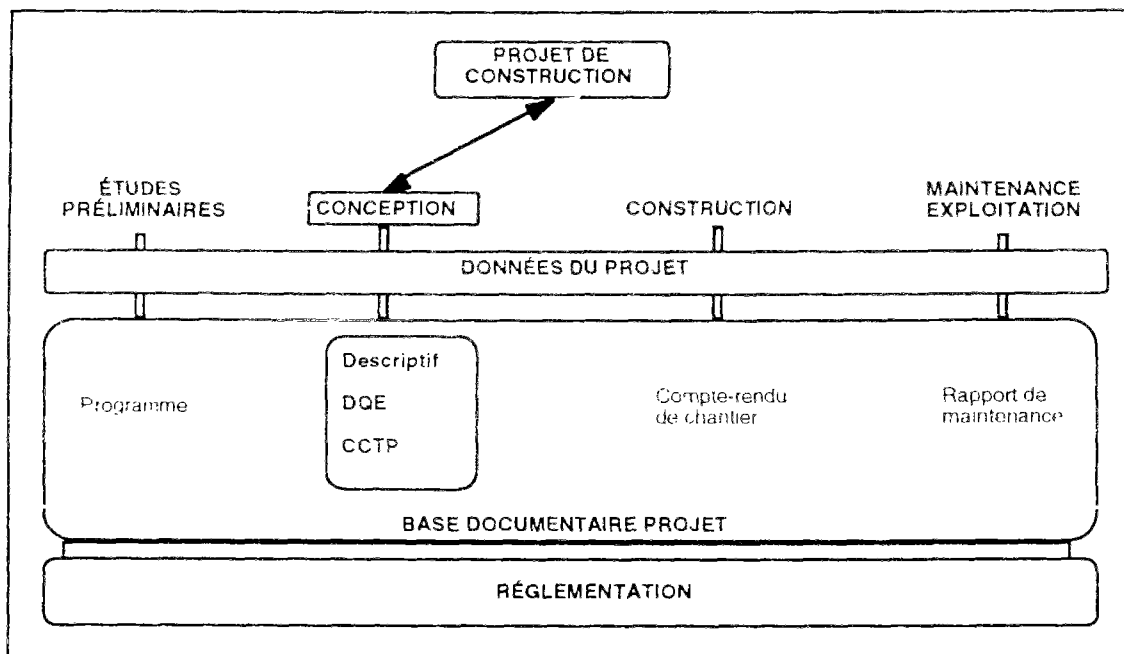 PROJET DE
CONSTRUCTION
ÉTUDES
PRÉLIMINAIRES
CONCEPTION
CONSTRUCTION
MAINTENANCE
EXPLOITATION
DONNÉES DU PROJET
Programme
Descriptif
DQE
CCTP
Compte-rendu
de chantier
Rapport de
maintenance
BASE DOCUMENTAIRE PROJET
RÉGLEMENTATION